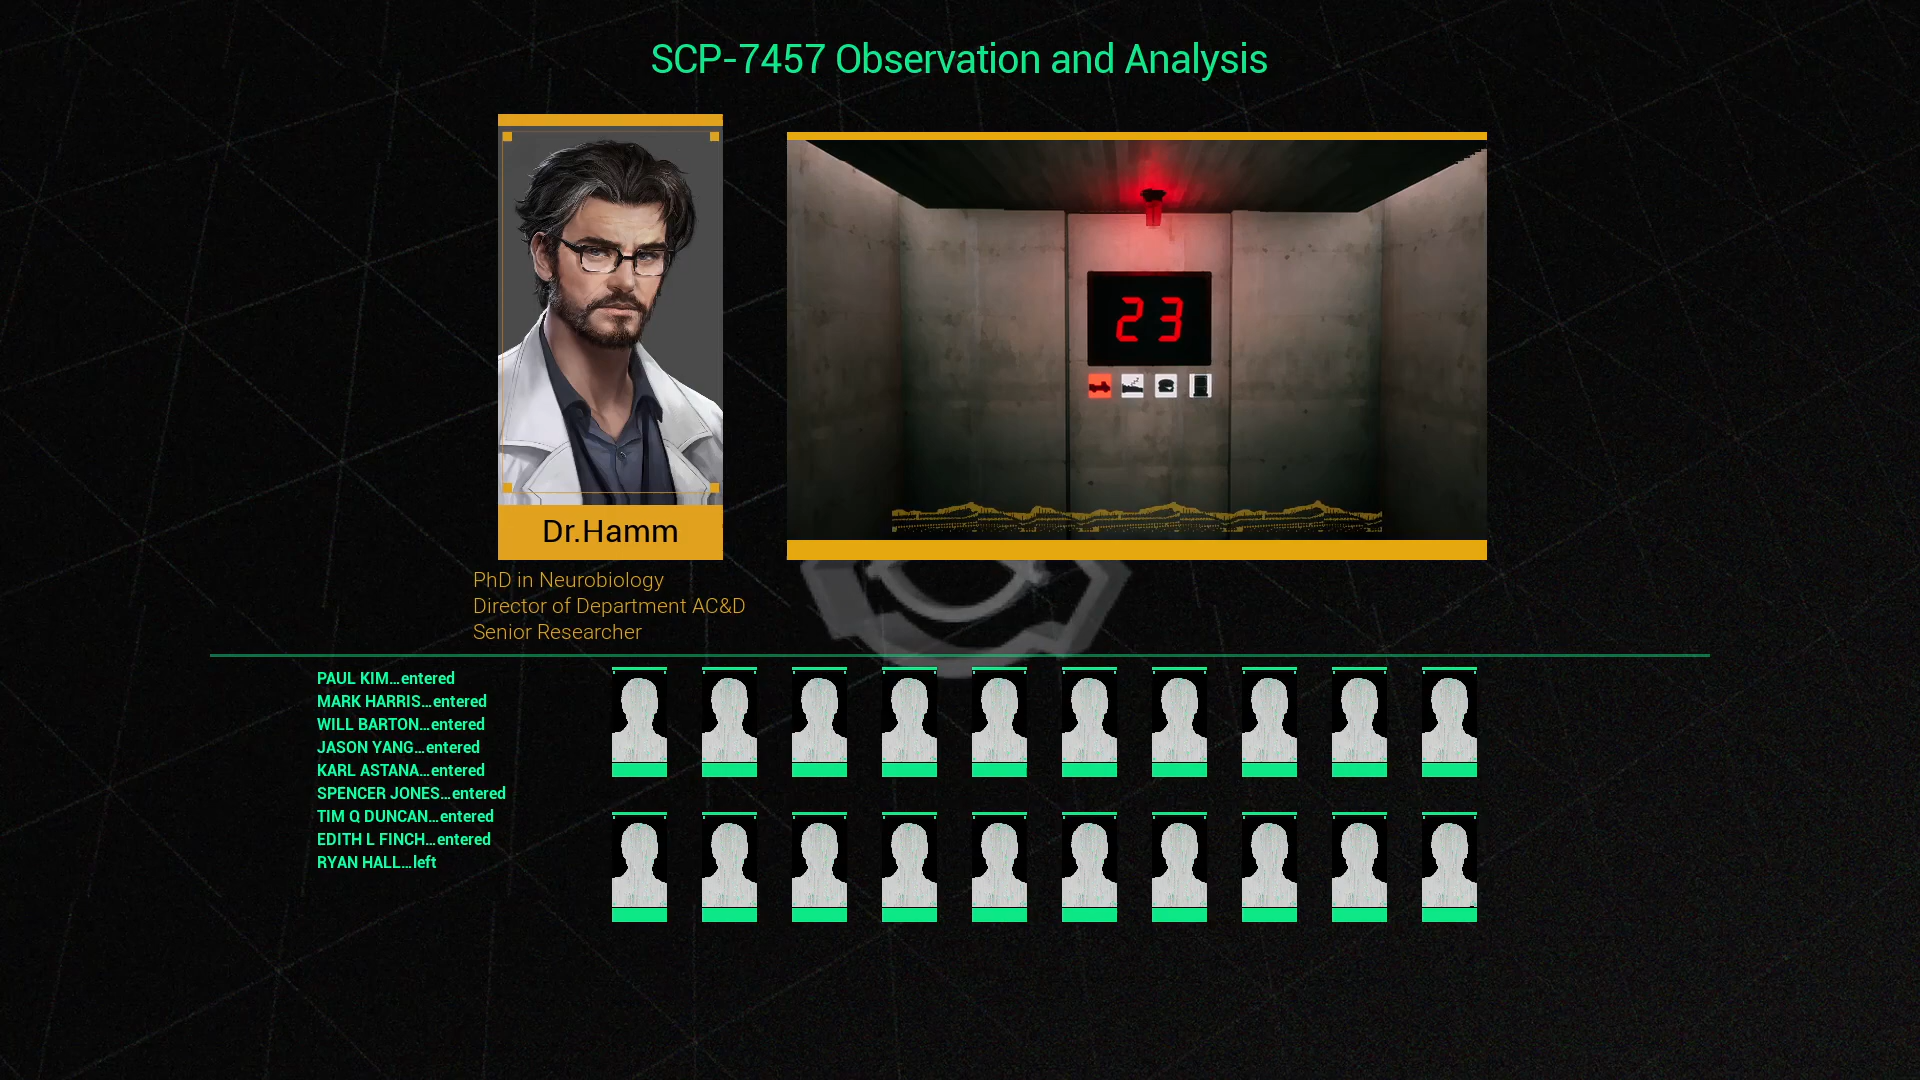 SCP-7457 Observation and Analysis
23
Dr.Hamm
PhD in Neurobiology
Director of Department AC&D
Senior Researcher
PAUL KIM...entered
MARK HARRIS...entered
WILL BARTON...entered
JASON YANG...entered
KARL ASTANA...entered
SPENCER JONES...entered
TIM Q DUNCAN...entered
EDITH L FINCH...entered
RYAN HALL...left